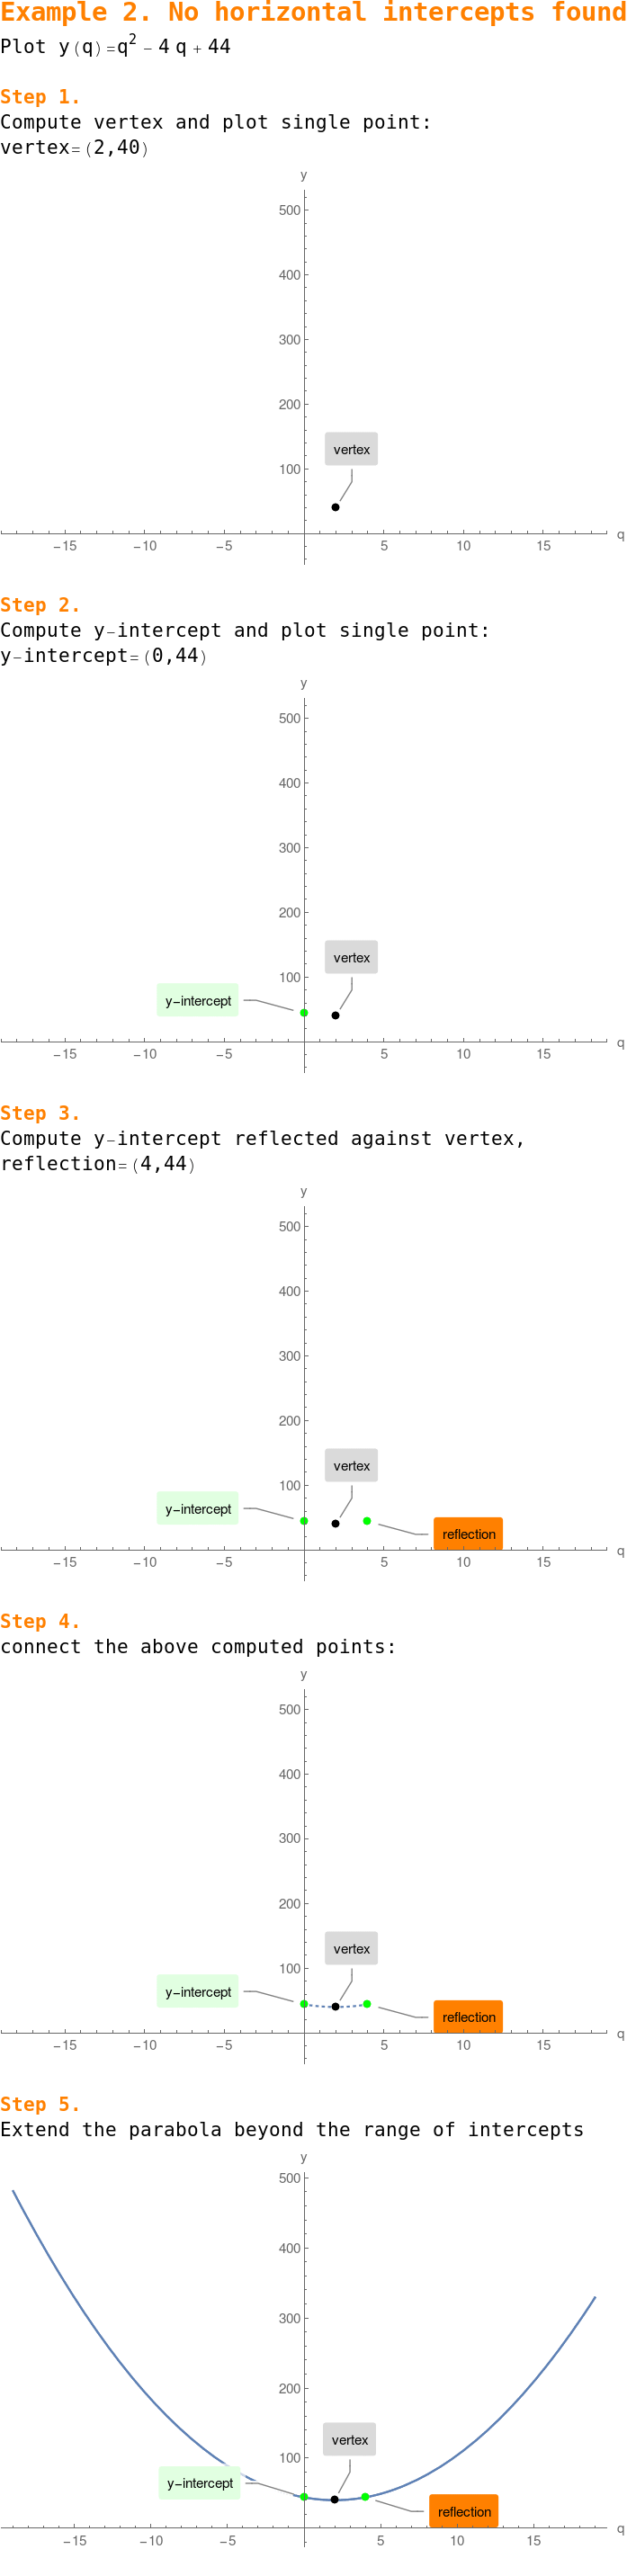 Example 2. No horizontal intercepts found
Plot y(q)=q² − 4 q + 44
Step 1.
Compute vertex and plot single point:
vertex=(2,40)
y
500
400
300
200
100
vertex
−15 −10 −5 5 10 15 q
Step 2.
Compute y−intercept and plot single point:
y−intercept=(0,44)
y
500
400
300
200
100
vertex
y−intercept
−15 −10 −5 5 10 15 q
Step 3.
Compute y−intercept reflected against vertex,
reflection=(4,44)
y
500
400
300
200
100
vertex
y−intercept
reflection
−15 −10 −5 5 10 15 q
Step 4.
connect the above computed points:
y
500
400
300
200
100
vertex
y−intercept
reflection
−15 −10 −5 5 10 15 q
Step 5.
Extend the parabola beyond the range of intercepts
y
500
400
300
200
100
vertex
y−intercept
reflection
−15 −10 −5 5 10 15 q